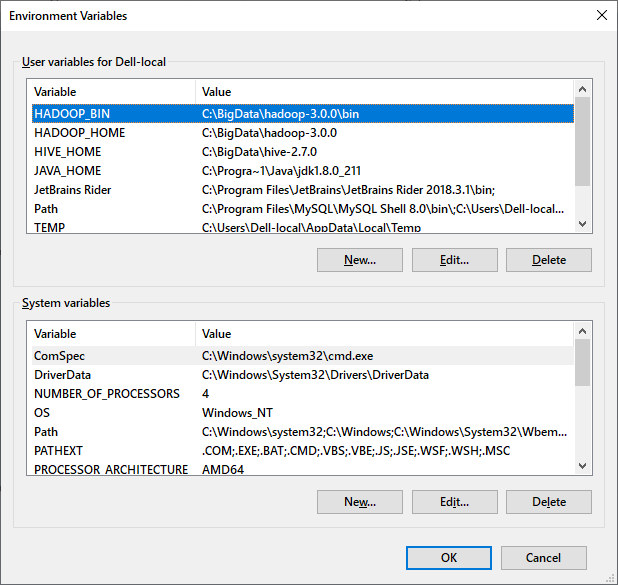 Environment Variables
User variables for Dell-local
Variable Value
HADOOP_BIN C:\BigData\hadoop-3.0.0\bin
HADOOP_HOME C:\BigData\hadoop-3.0.0
HIVE_HOME C:\BigData\hive-2.7.0
JAVA_HOME C:\Progra~1\Java\jdk1.8.0_211
JetBrains Rider C:\Program Files\JetBrains\JetBrains Rider 2018.3.1\bin;
Path C:\Program Files\MySQL\MySQL Shell 8.0\bin\;C:\Users\Dell-local...
TEMP C:\Users\Dell-local\AppData\Local\Temp
New... Edit... Delete
System variables
Variable Value
ComSpec C:\Windows\system32\cmd.exe
DriverData C:\Windows\System32\Drivers\DriverData
NUMBER_OF_PROCESSORS 4
OS Windows_NT
Path C:\Windows\system32;C:\Windows;C:\Windows\System32\Wbem...
PATHEXT .COM;.EXE;.BAT;.CMD;.VBS;.VBE;.JS;.JSE;.WSF;.WSH;.MSC
PROCESSOR_ARCHITECTURE AMD64
New... Edit... Delete
OK Cancel